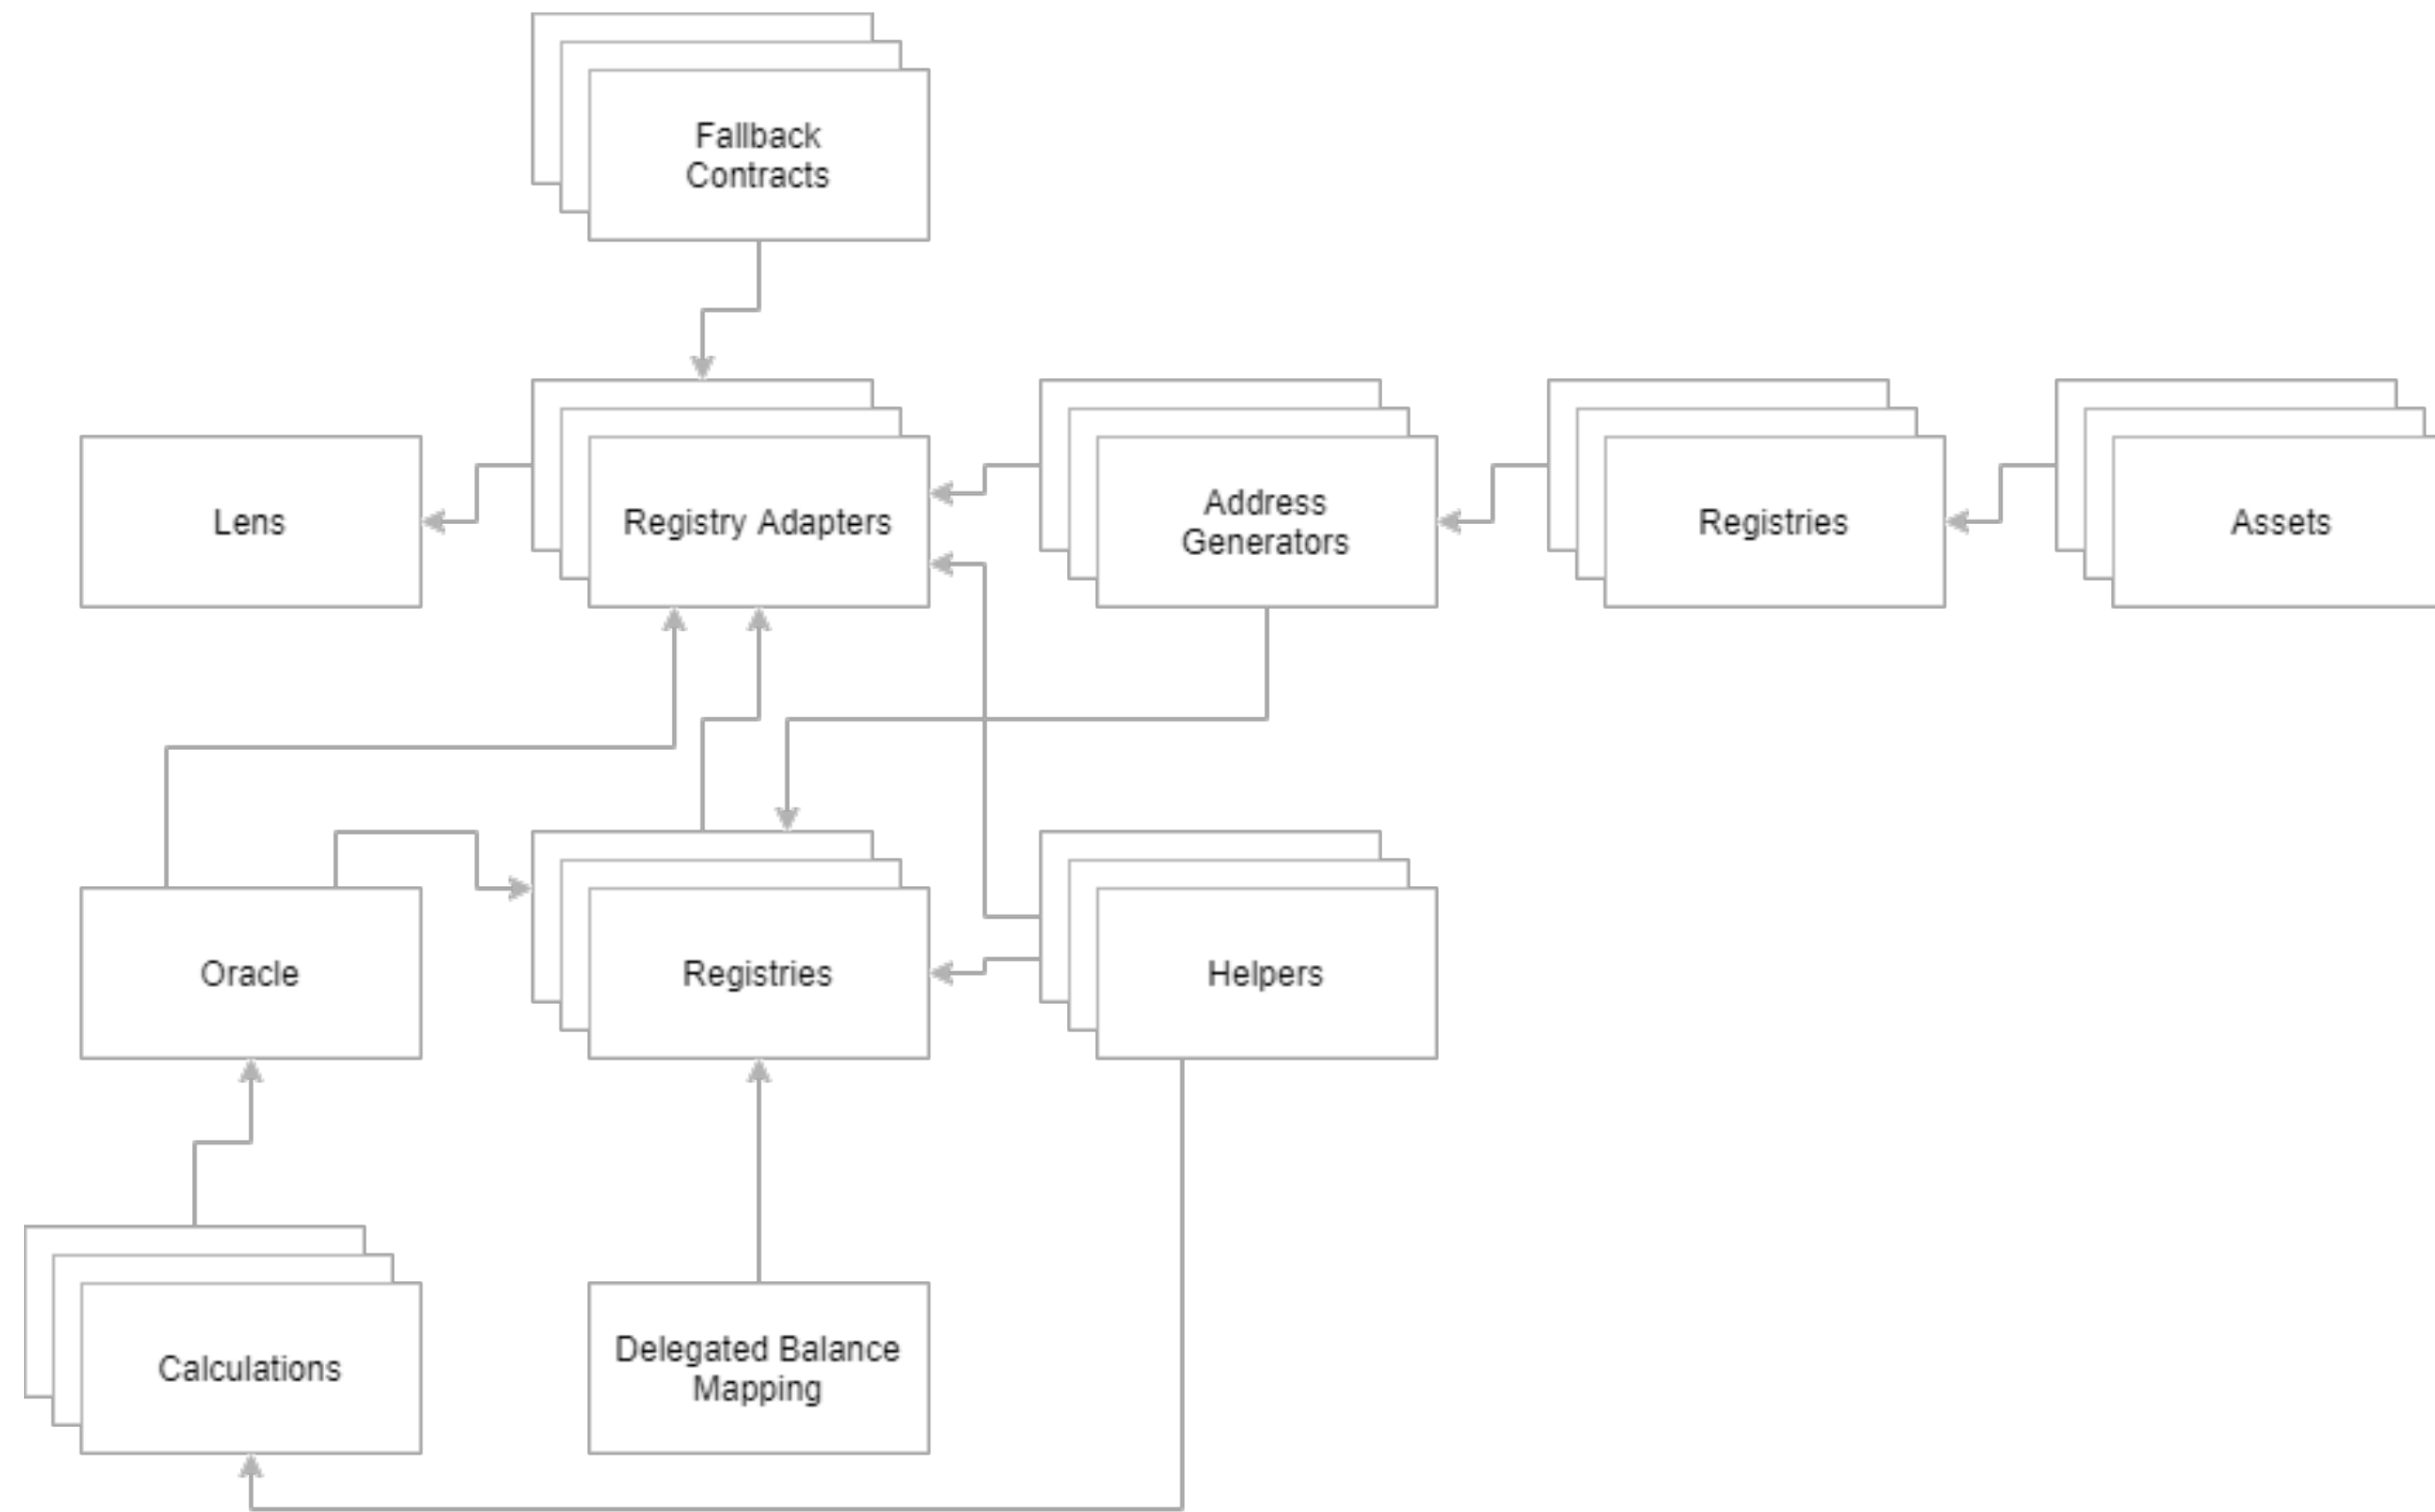 Fallback
Contracts
Lens
Registry Adapters
Address
Generators
Registries
Assets
Oracle
Registries
Helpers
Calculations
Delegated Balance
Mapping